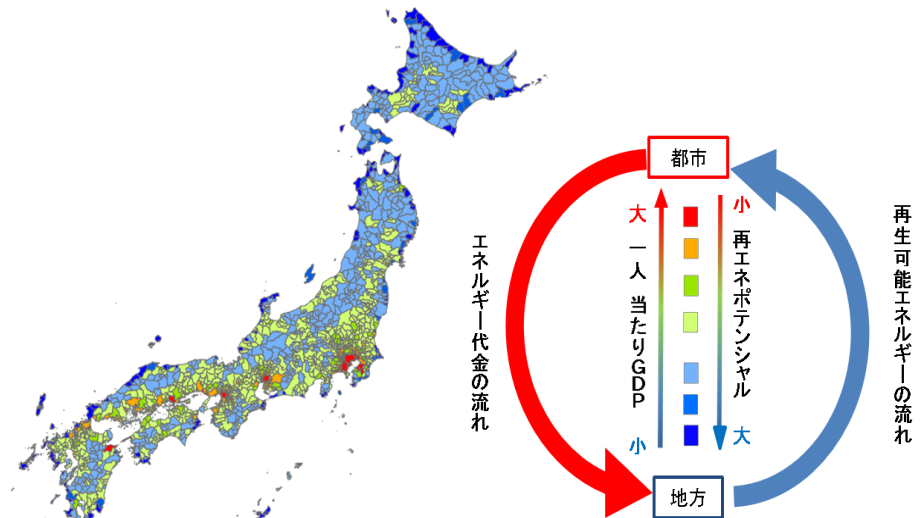 都市
大
小
一人 当たりGDP
再エネポテンシャル
小
大
地方
エネルギー代金の流れ
再生可能エネルギーの流れ